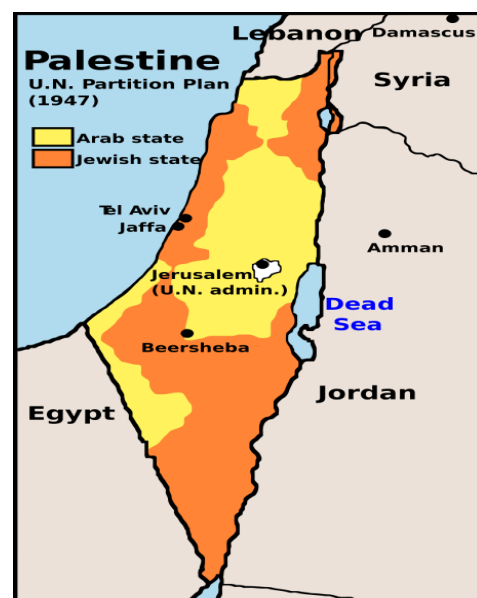 Palestine
U.N. Partition Plan
(1947)
Arab state
Jewish state
Lebanon
Damascus
Syria
Tel Aviv
Jaffa
Amman
Jerusalem
(U.N. admin.)
Dead
Sea
Beersheba
Jordan
Egypt